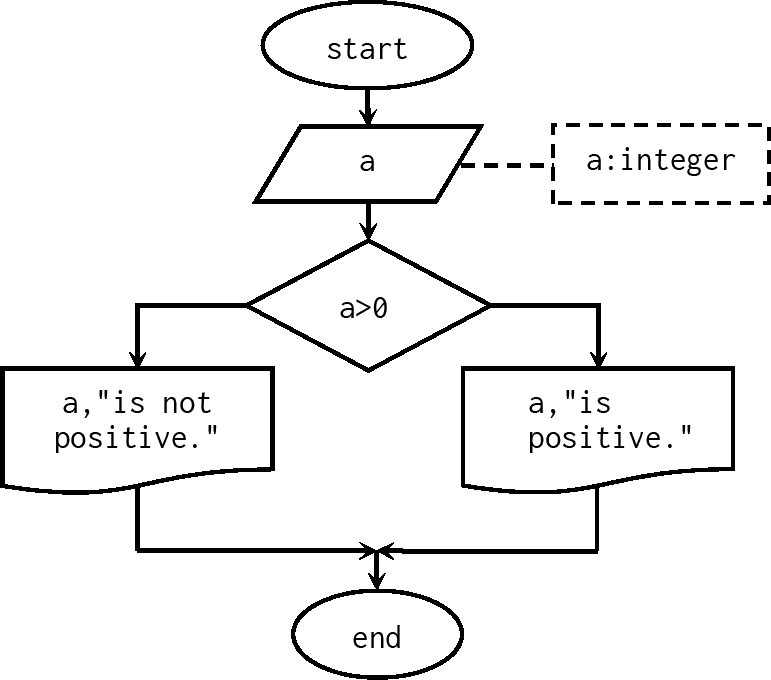 start
a
a:integer
a>0
a,"is not
positive."
a,"is
positive."
end